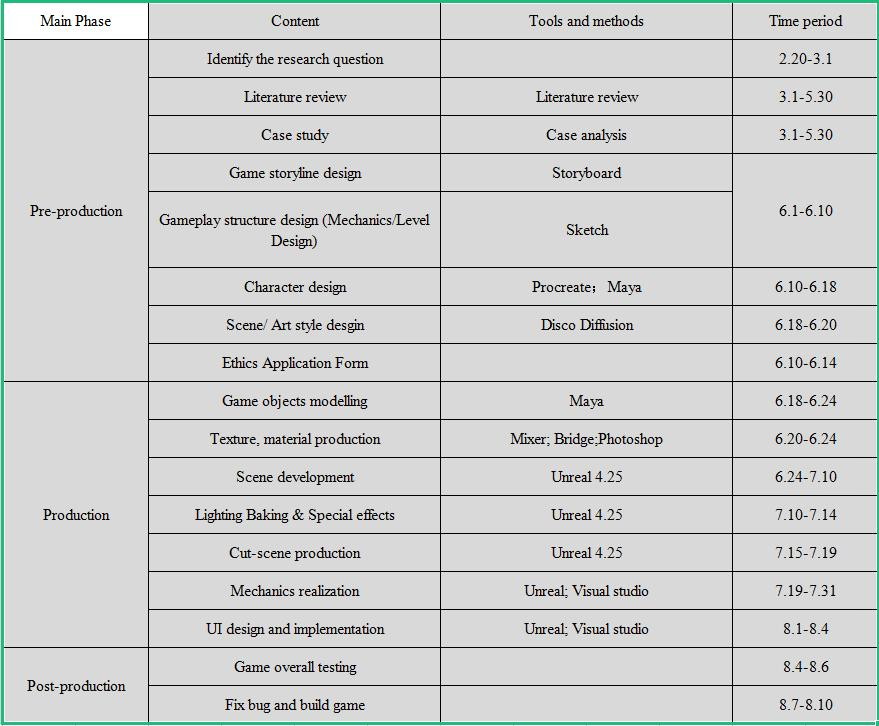 Main Phase Content Tools and methods Time period
Identify the research question 2.20-3.1
Literature review Literature review 3.1-5.30
Case study Case analysis 3.1-5.30
Game storyline design Storyboard
Pre-production 6.1-6.10
Gameplay structure design (Mechanics/Level
Design) Sketch
Character design Procreate； Maya 6.10-6.18
Scene/ Art style desgin Disco Diffusion 6.18-6.20
Ethics Application Form 6.10-6.14
Game objects modelling Maya 6.18-6.24
Texture, material production Mixer; Bridge;Photoshop 6.20-6.24
Scene development Unreal 4.25 6.24-7.10
Production Lighting Baking & Special effects Unreal 4.25 7.10-7.14
Cut-scene production Unreal 4.25 7.15-7.19
Mechanics realization Unreal; Visual studio 7.19-7.31
UI design and implementation Unreal; Visual studio 8.1-8.4
Game overall testing 8.4-8.6
Post-production
Fix bug and build game 8.7-8.10